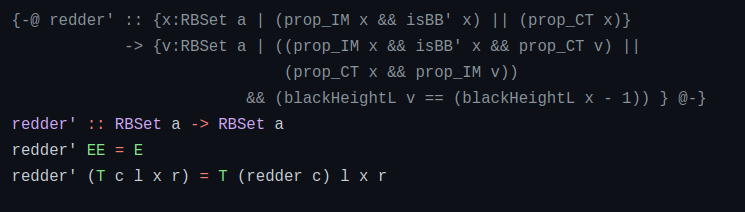 {-@ redder' :: {x:RBSet a | (prop_IM x && isBB' x) || (prop_CT x)}
            -> {v:RBSet a | ((prop_IM x && isBB' x && prop_CT v) ||
                             (prop_CT x && prop_IM v))
                         && (blackHeightL v == (blackHeightL x - 1)) } @-}
redder' :: RBSet a -> RBSet a
redder' EE = E
redder' (T c l x r) = T (redder c) l x r